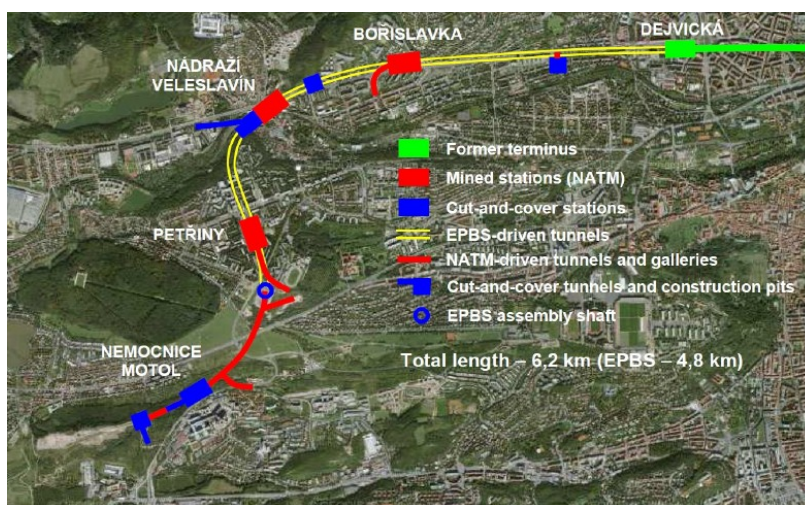 DEJVICKÁ
BORISLAVKA
NÁDRAŽÍ
VELESLAVÍN
Former terminus
Mined stations (NATM)
Cut-and-cover stations
PETŘINY
EPBS-driven tunnels
NATM-driven tunnels and galleries
Cut-and-cover tunnels and construction pits
EPBS assembly shaft
NEMOCNICE
MOTOL
Total length – 6,2 km (EPBS – 4,8 km)